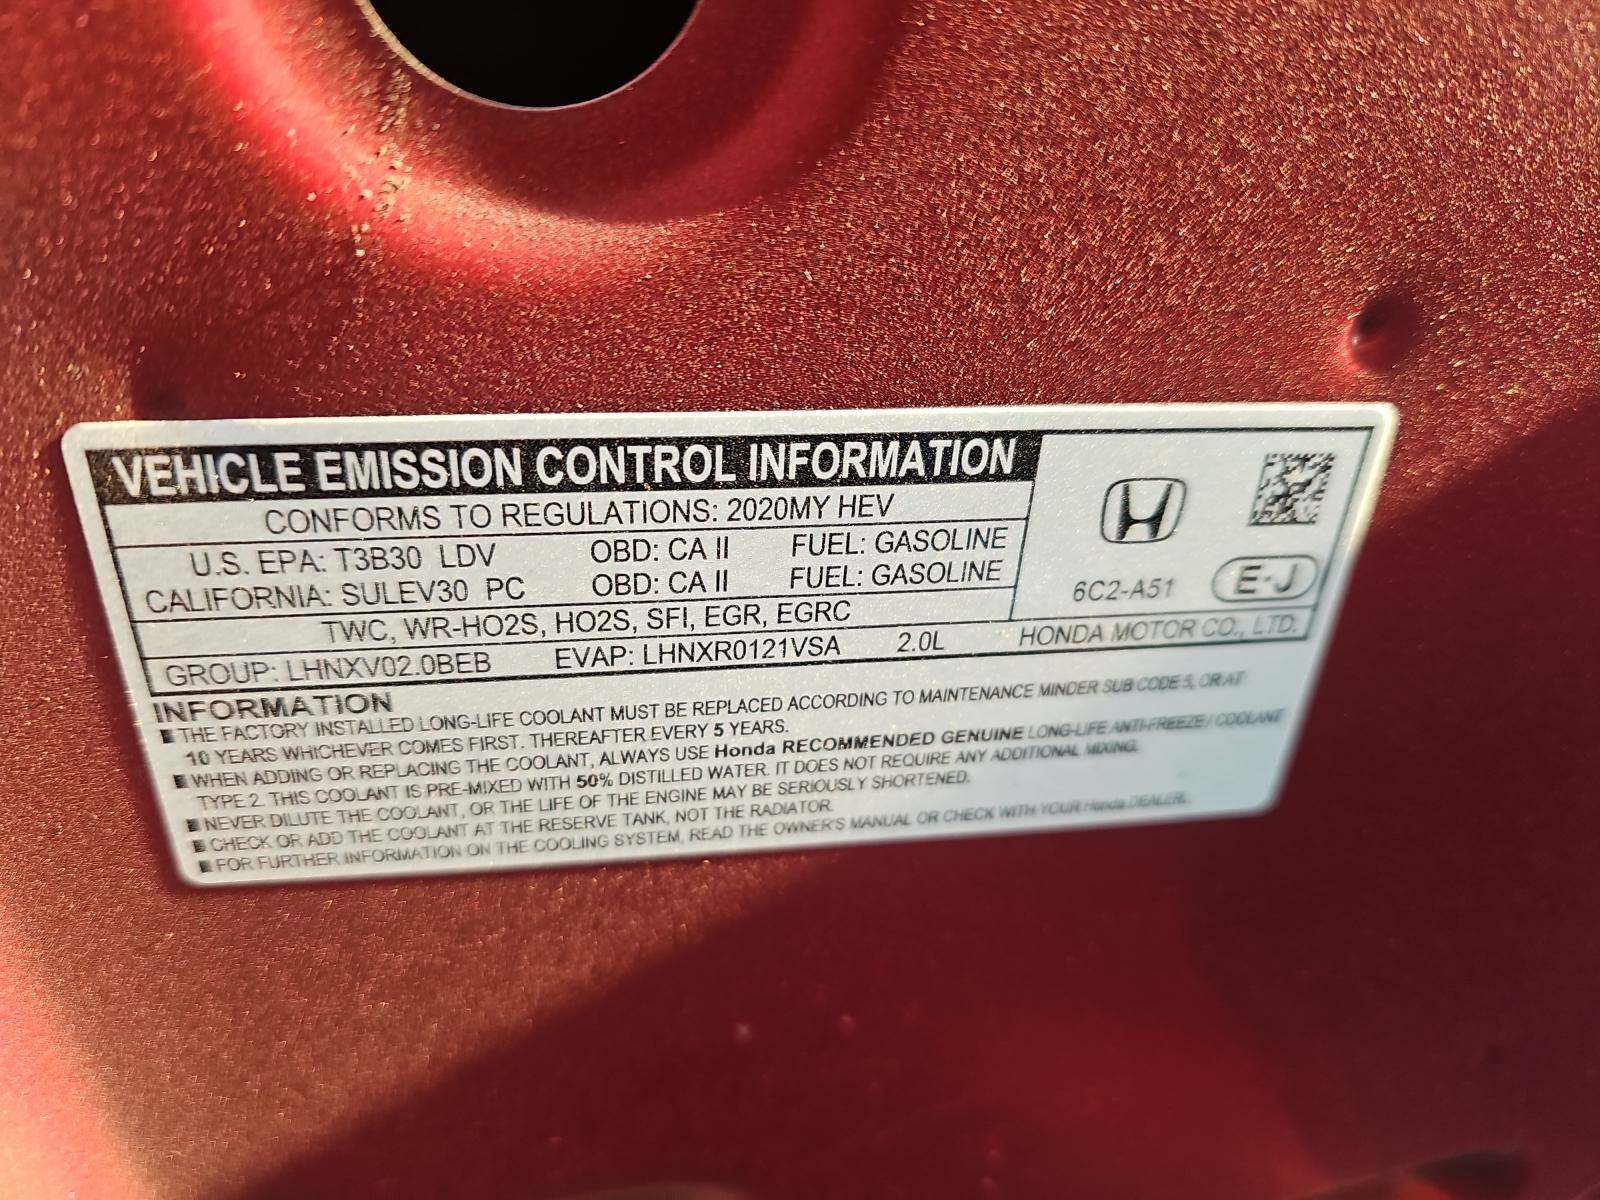 VEHICLE EMISSION CONTROL INFORMATION
CONFORMS TO REGULATIONS: 2020MY HEV
U.S. EPA: T3B30 LDV OBD: CA II FUEL: GASOLINE
CALIFORNIA: SULEV30 PC OBD: CA II FUEL: GASOLINE
TWC, WR-HO2S, HO2S, SFI, EGR, EGRC
GROUP: LHNXV02.0BEB EVAP: LHNXR0121VSA 2.0L
6C2-A51 E·J
HONDA MOTOR CO., LTD.
INFORMATION
■ THE FACTORY INSTALLED LONG-LIFE COOLANT MUST BE REPLACED ACCORDING TO MAINTENANCE MINDER SUB CODE 5, OR AT
10 YEARS WHICHEVER COMES FIRST. THEREAFTER EVERY 5 YEARS.
■ WHEN ADDING OR REPLACING THE COOLANT, ALWAYS USE Honda RECOMMENDED GENUINE LONG-LIFE ANTI-FREEZE / COOLANT
TYPE 2. THIS COOLANT IS PRE-MIXED WITH 50% DISTILLED WATER. IT DOES NOT REQUIRE ANY ADDITIONAL MIXING.
■ NEVER DILUTE THE COOLANT, OR THE LIFE OF THE ENGINE MAY BE SERIOUSLY SHORTENED.
■ CHECK OR ADD THE COOLANT AT THE RESERVE TANK, NOT THE RADIATOR.
■ FOR FURTHER INFORMATION ON THE COOLING SYSTEM, READ THE OWNER'S MANUAL OR CHECK WITH YOUR Honda DEALER.